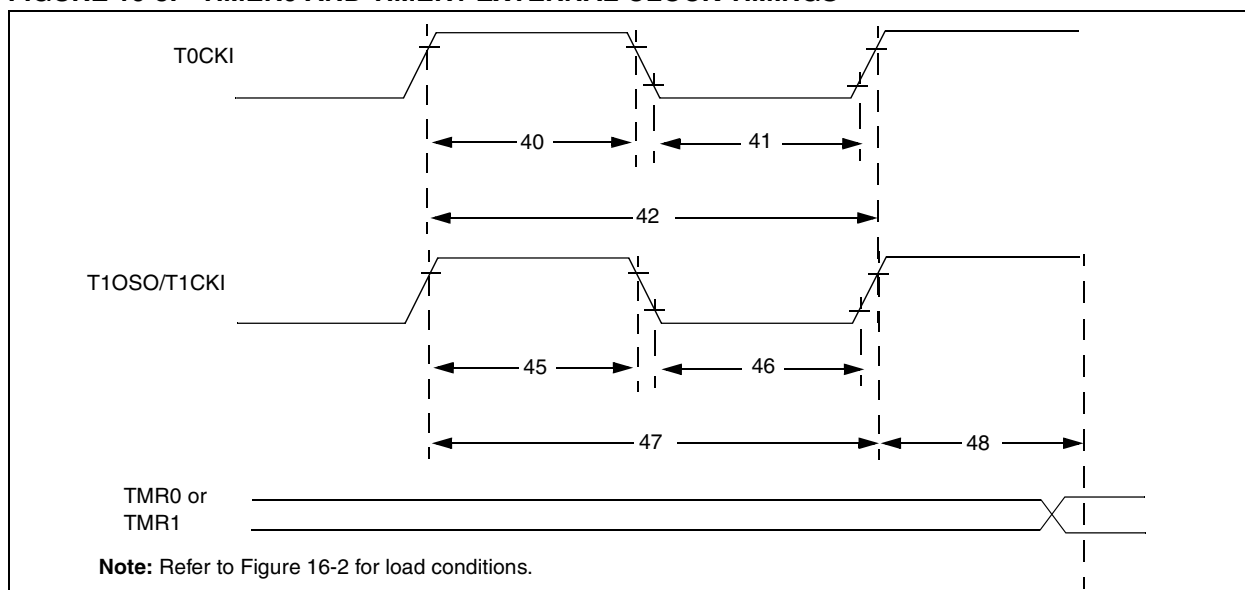 T0CKI
40
41
42
T1OSO/T1CKI
45
46
47
48
TMR0 or
TMR1
Note: Refer to Figure 16-2 for load conditions.